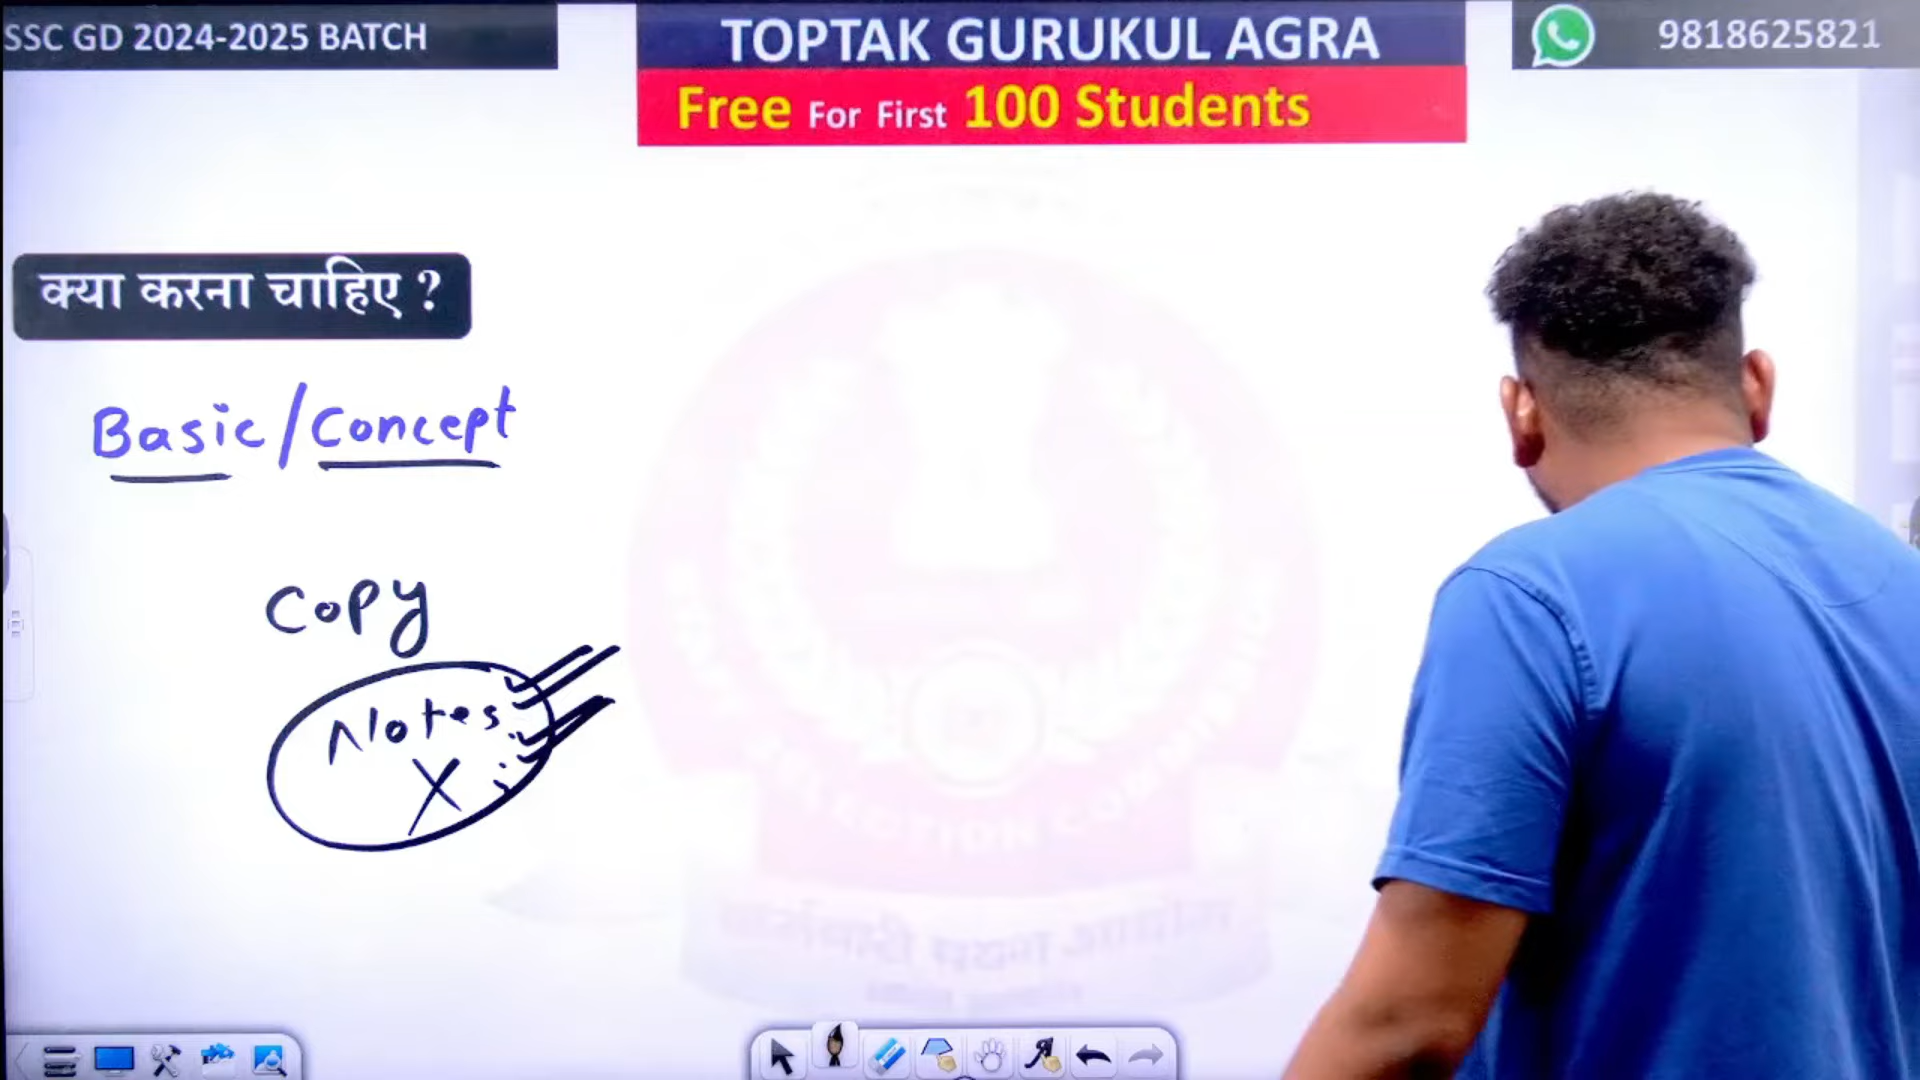 SSC GD 2024-2025 BATCH
TOPTAK GURUKUL AGRA
9818625821
Free For First 100 Students
क्या करना चाहिए ?
Basic/Concept
Copy
Notes
X